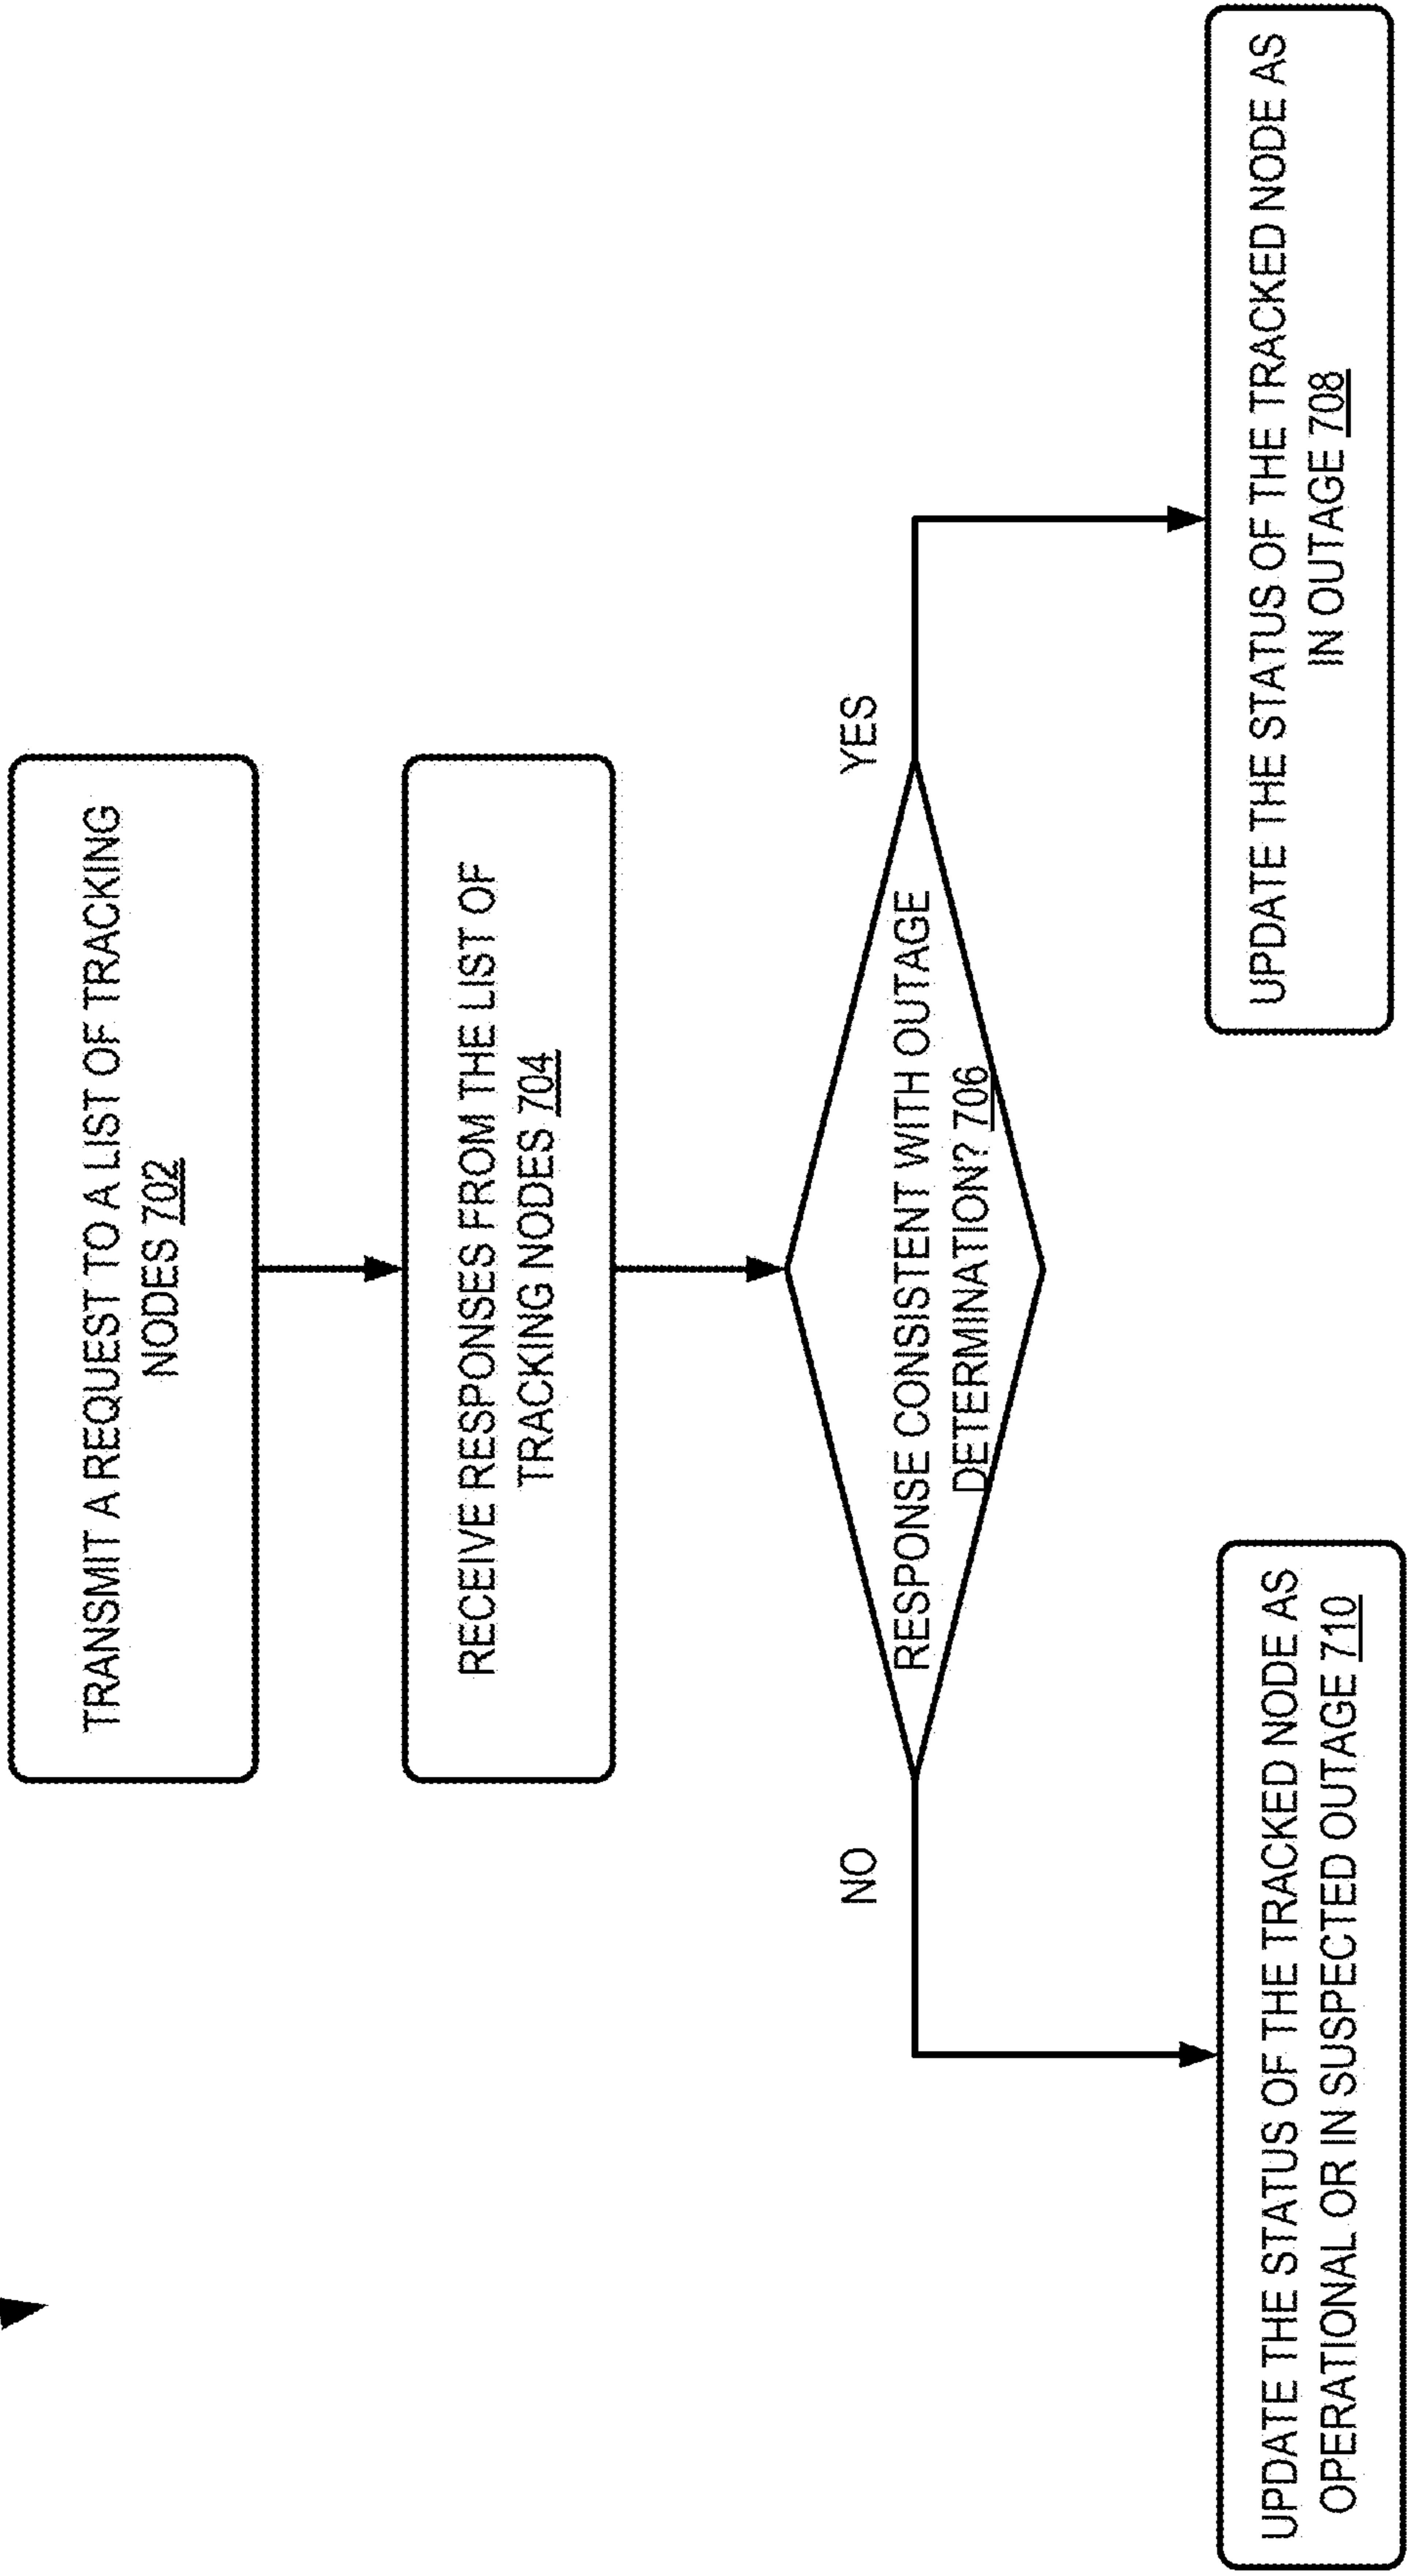 TRANSMIT A REQUEST TO A LIST OF TRACKING
NODES 702
RECEIVE RESPONSES FROM THE LIST OF
TRACKING NODES 704
RESPONSE CONSISTENT WITH OUTAGE
DETERMINATION? 706
NO
YES
UPDATE THE STATUS OF THE TRACKED NODE AS
OPERATIONAL OR IN SUSPECTED OUTAGE 710
UPDATE THE STATUS OF THE TRACKED NODE AS
IN OUTAGE 708